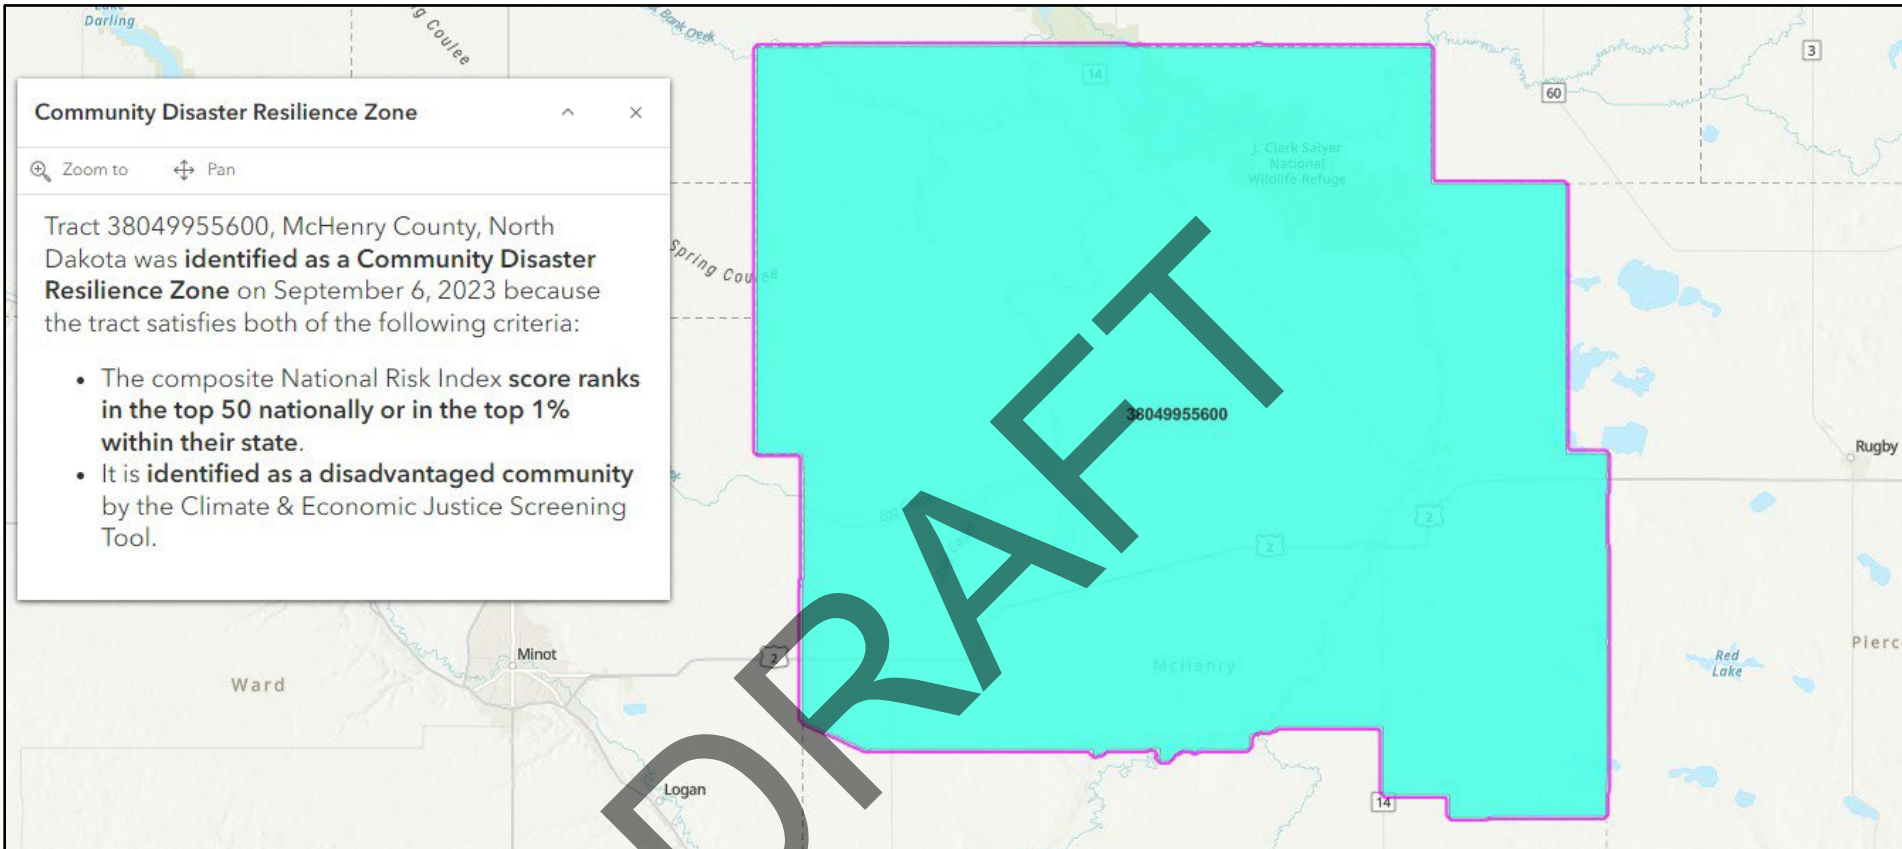 Darling
Coulee
Bank Creek
3
14
60
Community Disaster Resilience Zone
J. Clark Salyer
National
Wildlife Refuge
Zoom to
Pan
Tract 38049955600, McHenry County, North
Dakota was identified as a Community Disaster
Resilience Zone on September 6, 2023 because
the tract satisfies both of the following criteria:
Spring Coulee
• The composite National Risk Index score ranks
in the top 50 nationally or in the top 1%
within their state.
• It is identified as a disadvantaged community
by the Climate & Economic Justice Screening
Tool.
38049955600
Rugby
2
2
DRAFT
Minot
2
McHenry
Pierc
Red
Lake
Ward
Logan
14